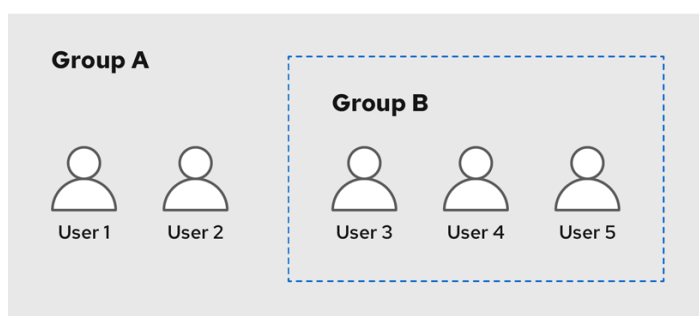 Group A
Group B
User 1
User 2
User 3
User 4
User 5